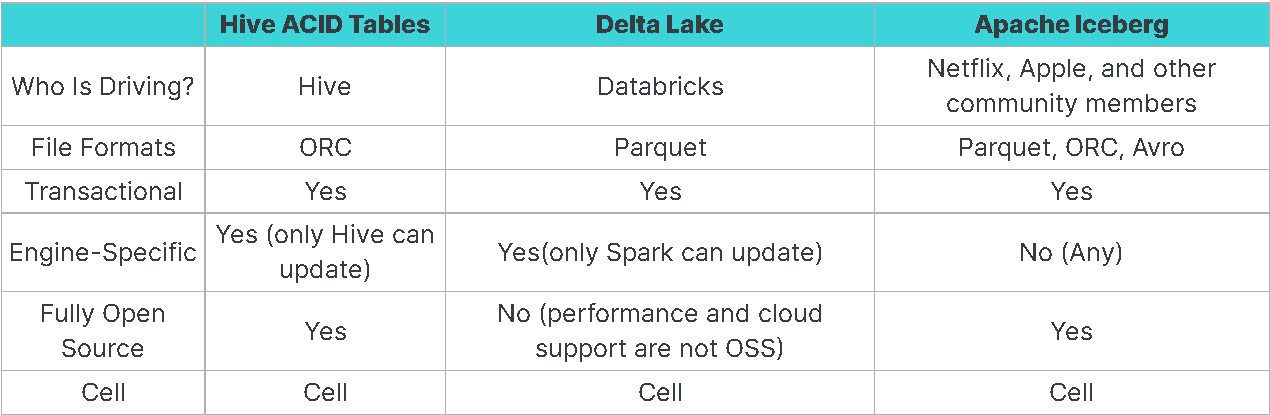 Hive ACID Tables Delta Lake Apache Iceberg
Who Is Driving? Hive Databricks Netflix, Apple, and other
community members
File Formats ORC Parquet Parquet, ORC, Avro
Transactional Yes Yes Yes
Engine-Specific Yes (only Hive can
update) Yes(only Spark can update) No (Any)
Fully Open
Source Yes No (performance and cloud
support are not OSS) Yes
Cell Cell Cell Cell